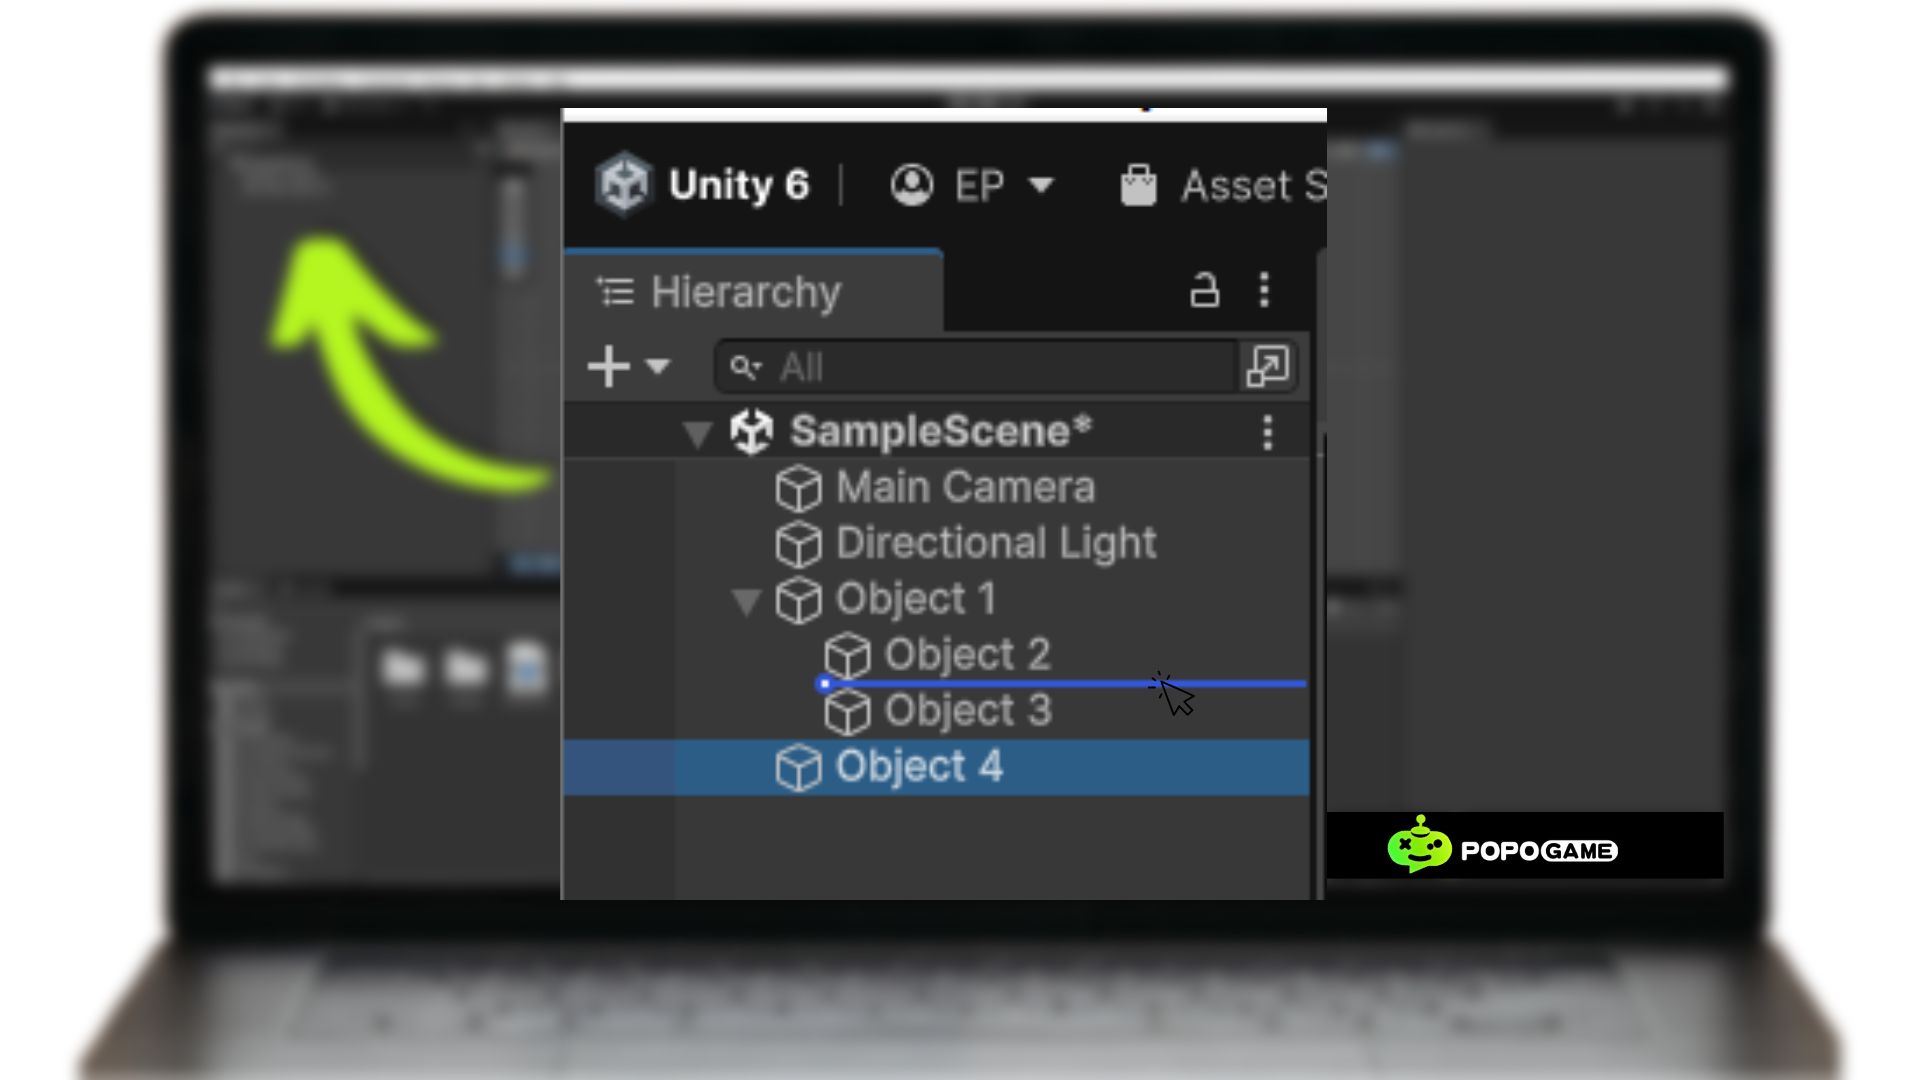 Unity 6 | EP Asset S
Hierarchy
All
SampleScene*
Main Camera
Directional Light
Object 1
Object 2
Object 3
Object 4
POPOGAME